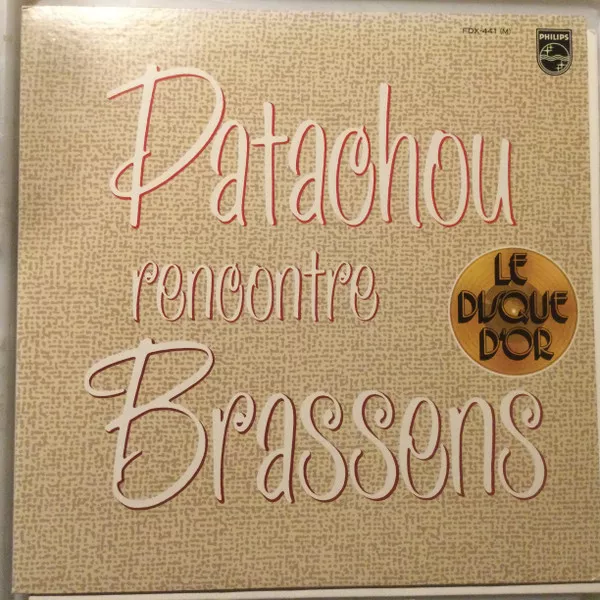 FDX-441 (M)
PHILIPS
Patachou
rencontre
LE
DISQUE
D'OR
Brassens